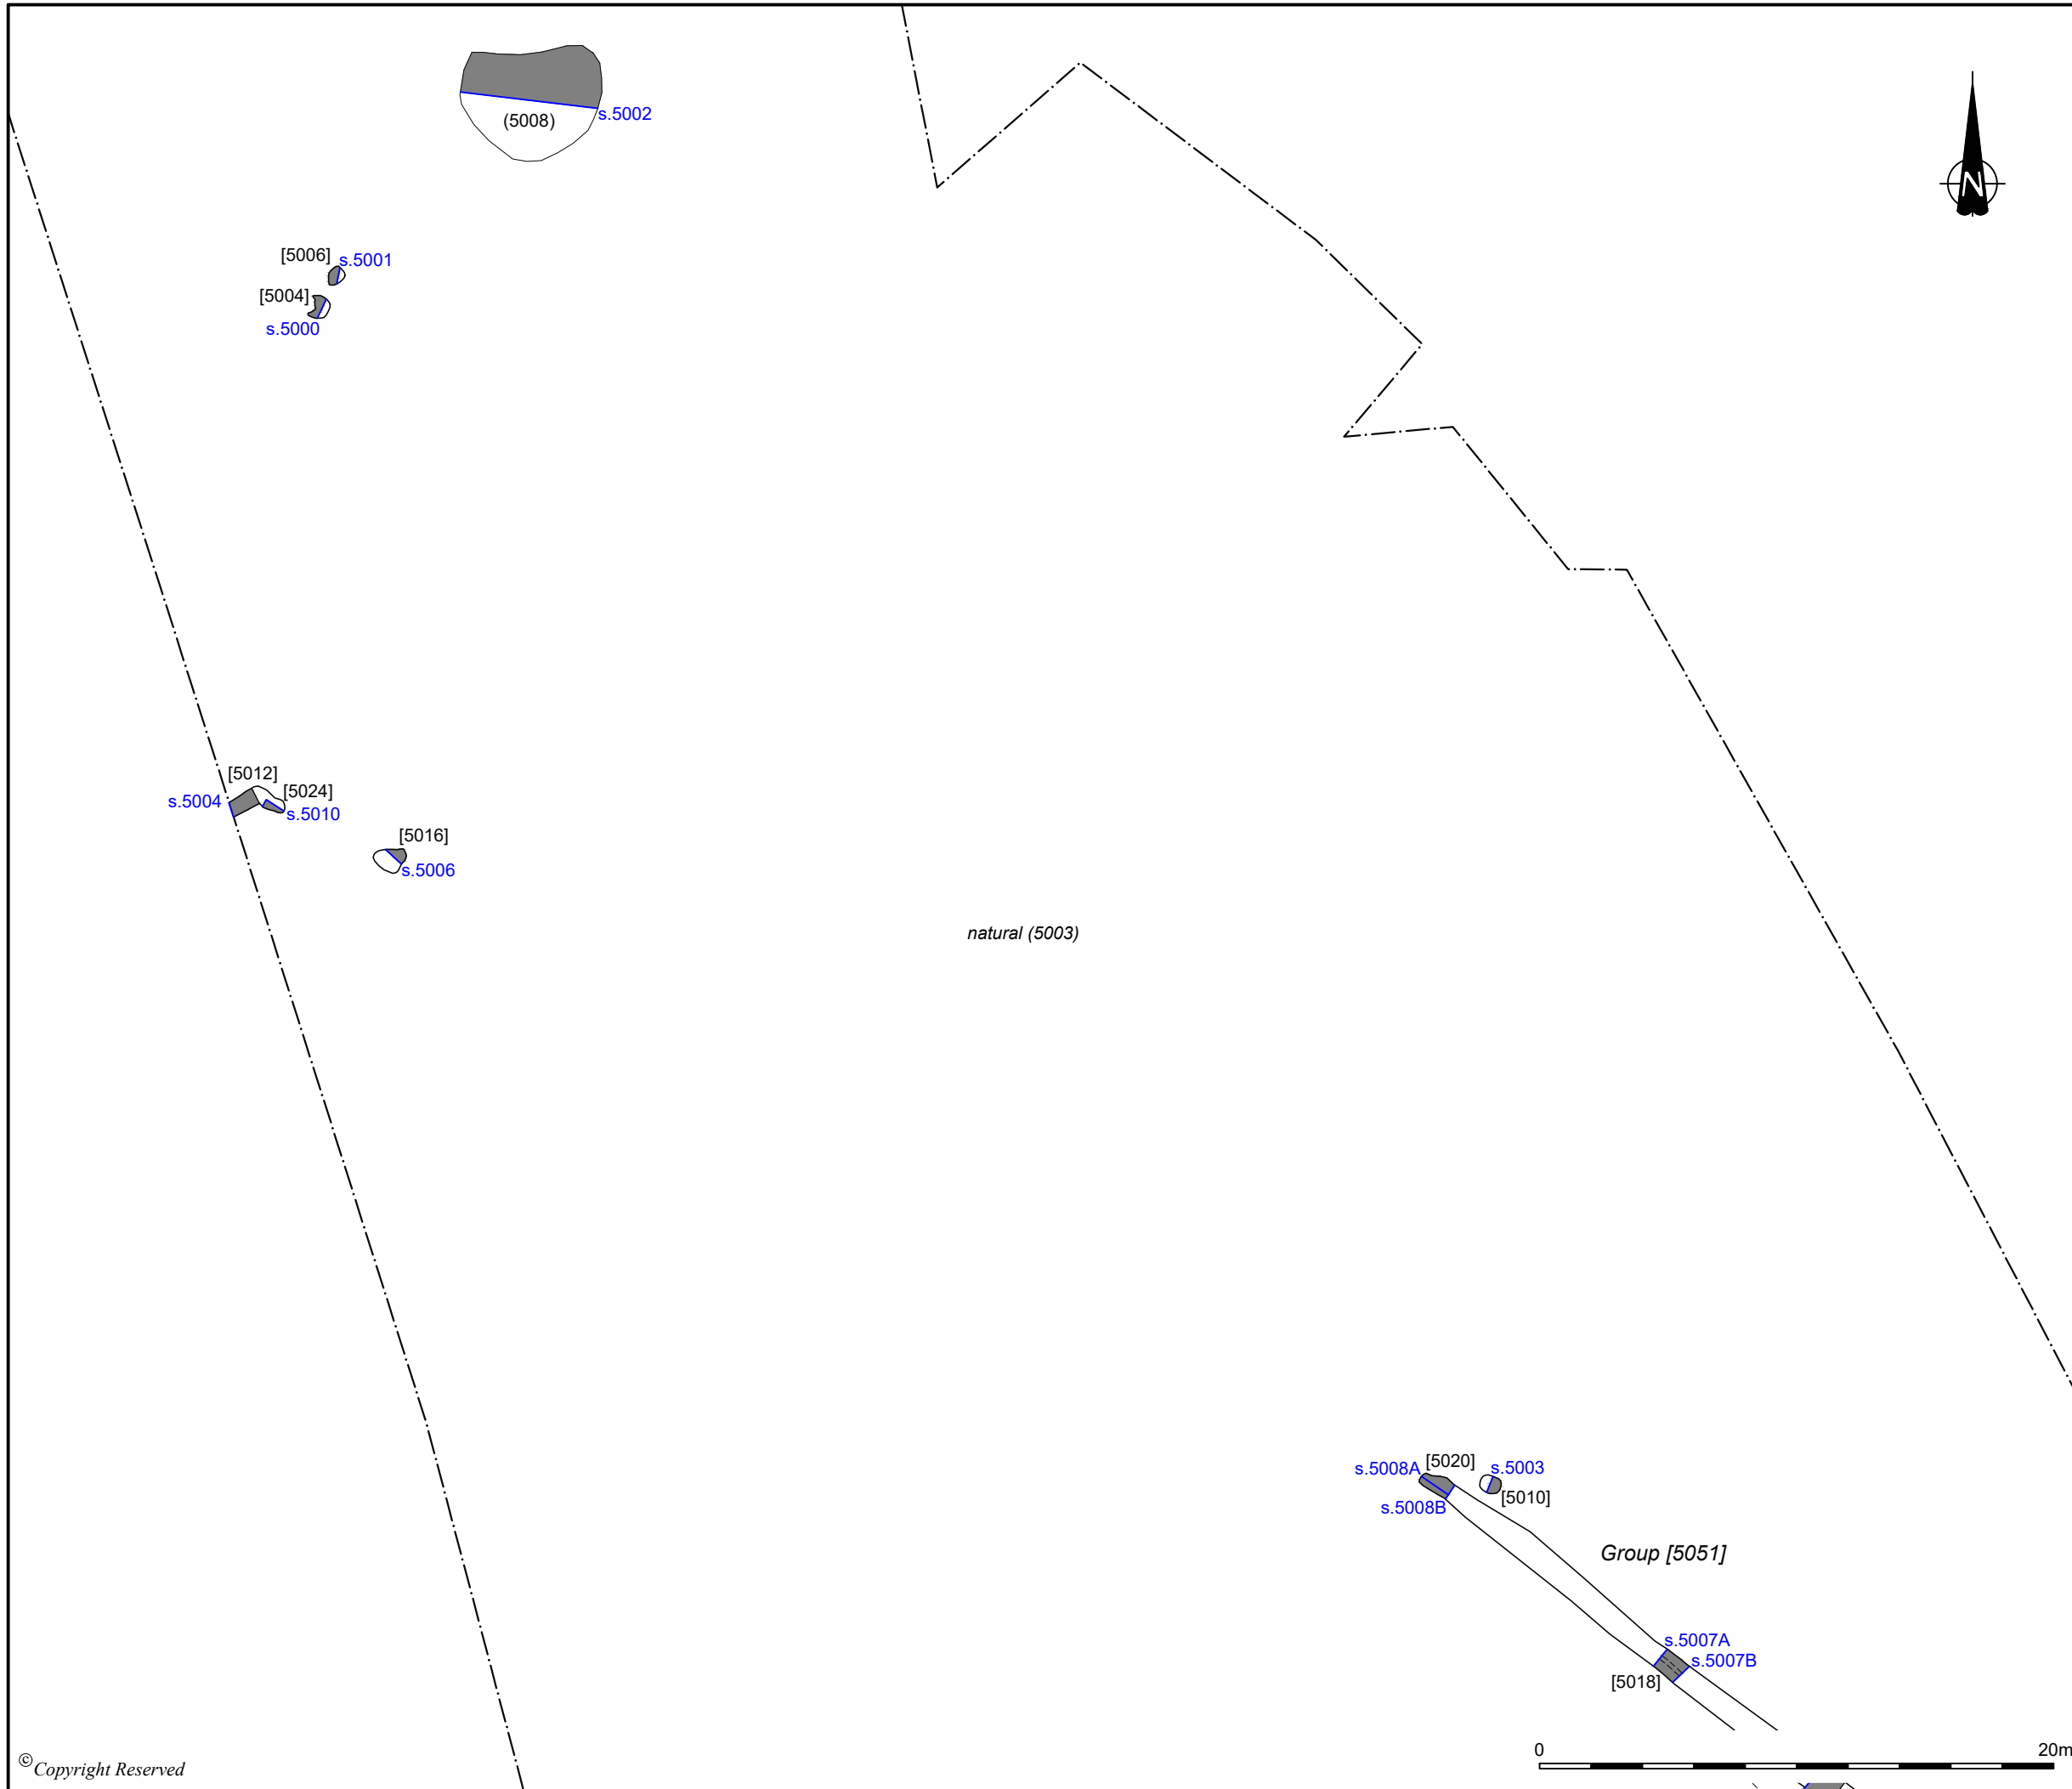 s.5002
(5008)
N
[5006]
s.5001
[5004]
s.5000
[5012]
[5024]
s.5004
s.5010
[5016]
s.5006
natural (5003)
[5020]
s.5008A
s.5003
[5010]
s.5008B
Group [5051]
s.5007A
s.5007B
[5018]
0 20m
© Copyright Reserved